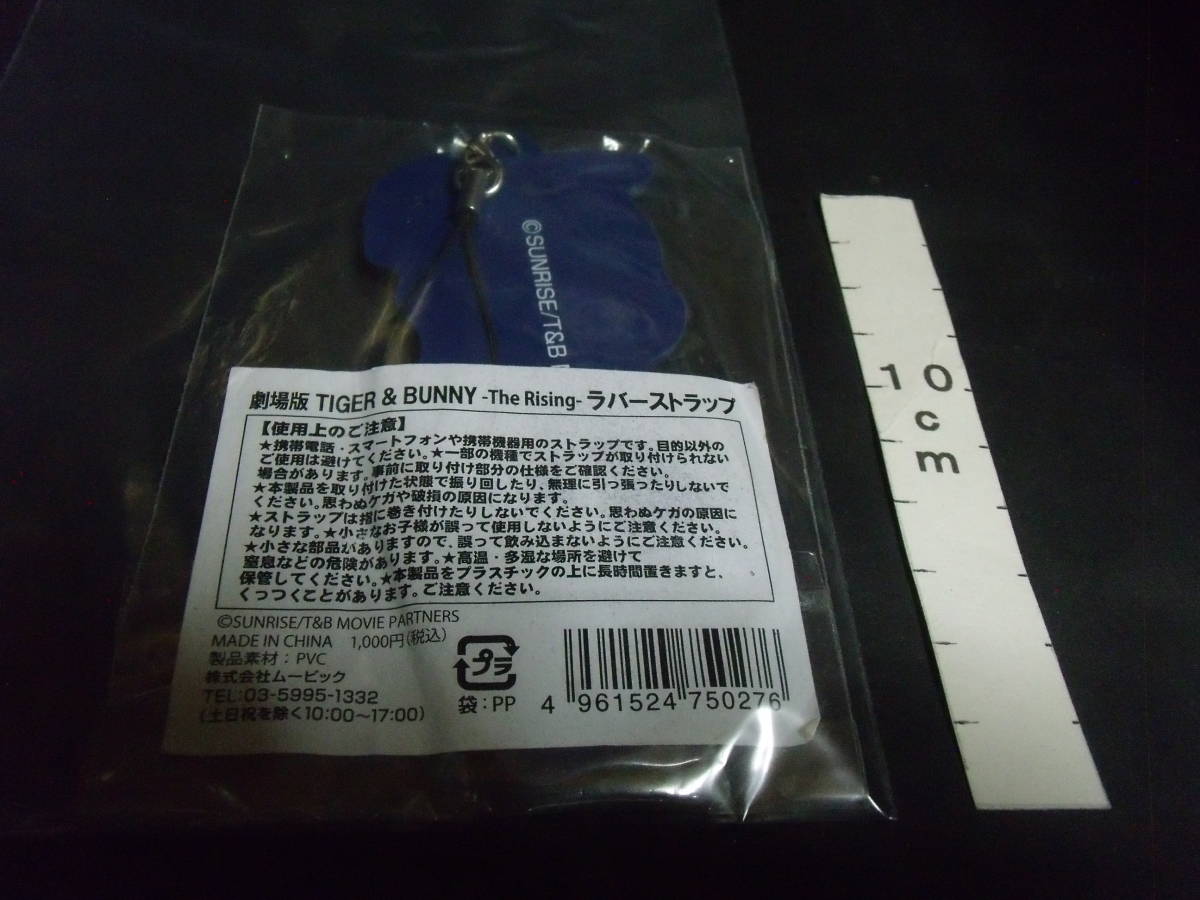 ©SUNRISE/T&B
劇場版 TIGER & BUNNY -The Rising- ラバーストラップ
【使用上のご注意】
★携帯電話・スマートフォンや携帯機器用のストラップです。目的以外の
ご使用は避けてください。★一部の機種でストラップが取り付けられない
場合があります。事前に取り付け部分の仕様をご確認ください。
★本製品を取り付けた状態で振り回したり、無理に引っ張ったりしないで
ください。思わぬケガや破損の原因になります。
★ストラップは指に巻き付けたりしないでください。思わぬケガの原因に
なります。★小さなお子様が誤って使用しないようにご注意ください。
★小さな部品がありますので、誤って飲み込まないようにご注意ください。
窒息などの危険があります。★高温・多湿な場所を避けて
保管してください。★本製品をプラスチックの上に長時間置きますと、
くっつくことがあります。ご注意ください。
©SUNRISE/T&B MOVIE PARTNERS
MADE IN CHINA 1,000円(税込)
製品素材:PVC
株式会社ムービック
TEL:03-5995-1332
(土日祝を除く10:00～17:00)
プラ
袋:PP
4 961524 750276
10
cm